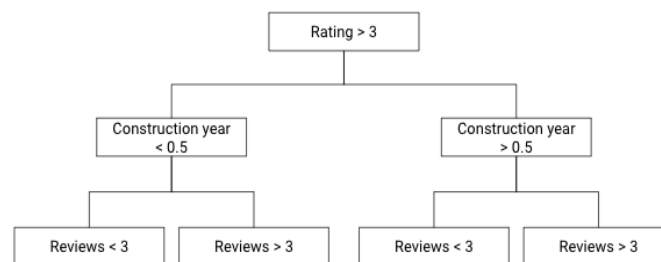 Rating > 3
Construction year
< 0.5
Construction year
> 0.5
Reviews < 3
Reviews > 3
Reviews < 3
Reviews > 3